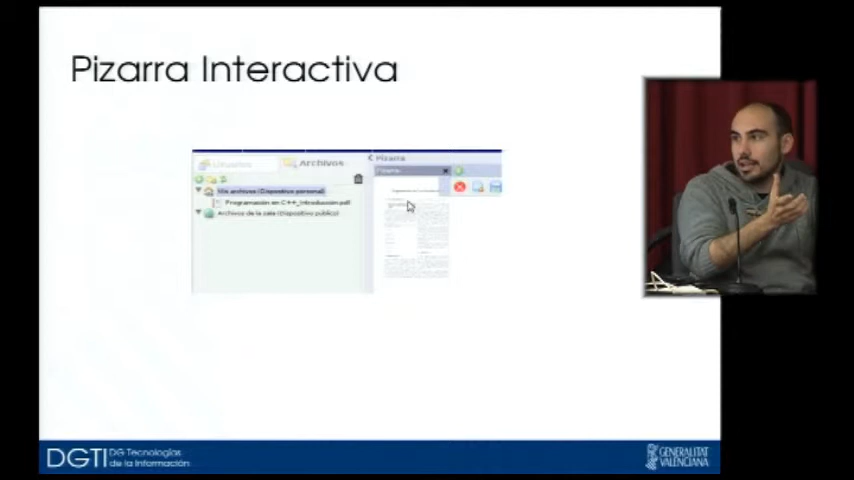 Pizarra Interactiva
Usuarios
Archivos
Pizarra
Pizarra
Mis archivos (Dispositivo personal)
Programación en C++_Introducción.pdf
Archivos de la sala (Dispositivo público)
DGTI
DG Tecnologías
de la Información
GENERALITAT
VALENCIANA